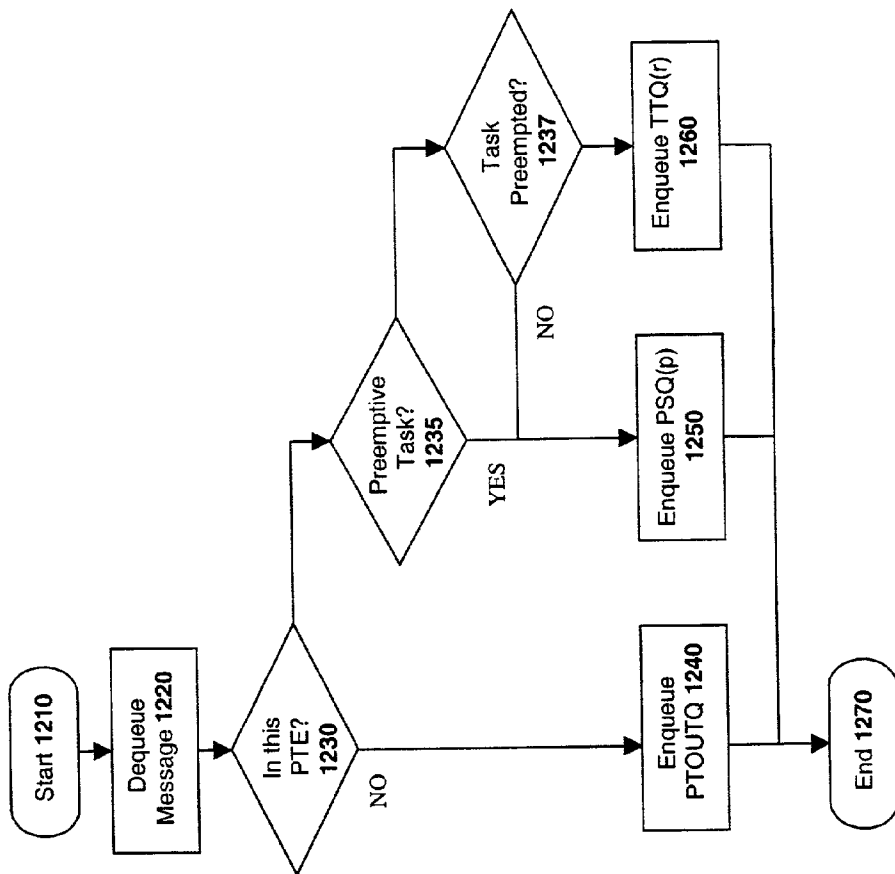 Start 1210
Dequeue
Message 1220
In this
PTE?
1230
NO
Preemptive
Task?
1235
YES
Task
Preempted?
1237
NO
Enqueue
PTOUTQ 1240
Enqueue PSQ(p)
1250
Enqueue TTQ(r)
1260
End 1270